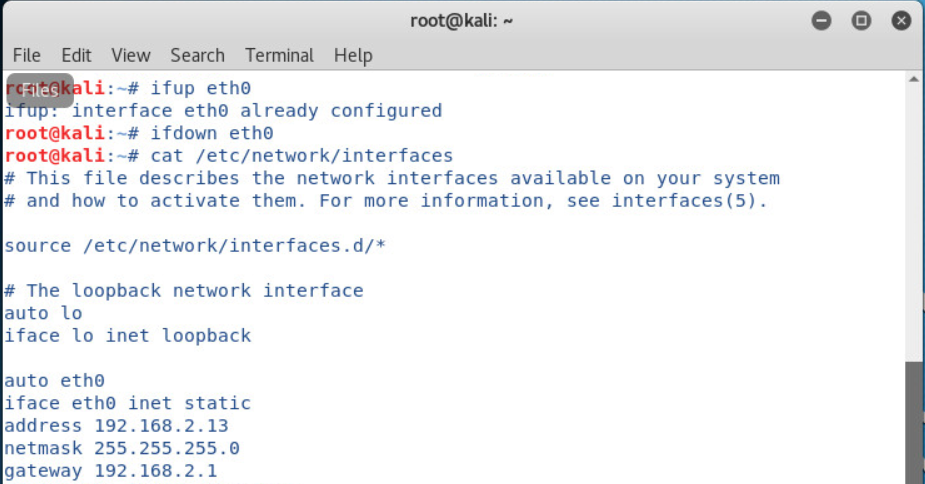 root@kali: ~
File Edit View Search Terminal Help
Files
root@kali:~# ifup eth0
ifup: interface eth0 already configured
root@kali:~# ifdown eth0
root@kali:~# cat /etc/network/interfaces
# This file describes the network interfaces available on your system
# and how to activate them. For more information, see interfaces(5).
source /etc/network/interfaces.d/*
# The loopback network interface
auto lo
iface lo inet loopback
auto eth0
iface eth0 inet static
address 192.168.2.13
netmask 255.255.255.0
gateway 192.168.2.1